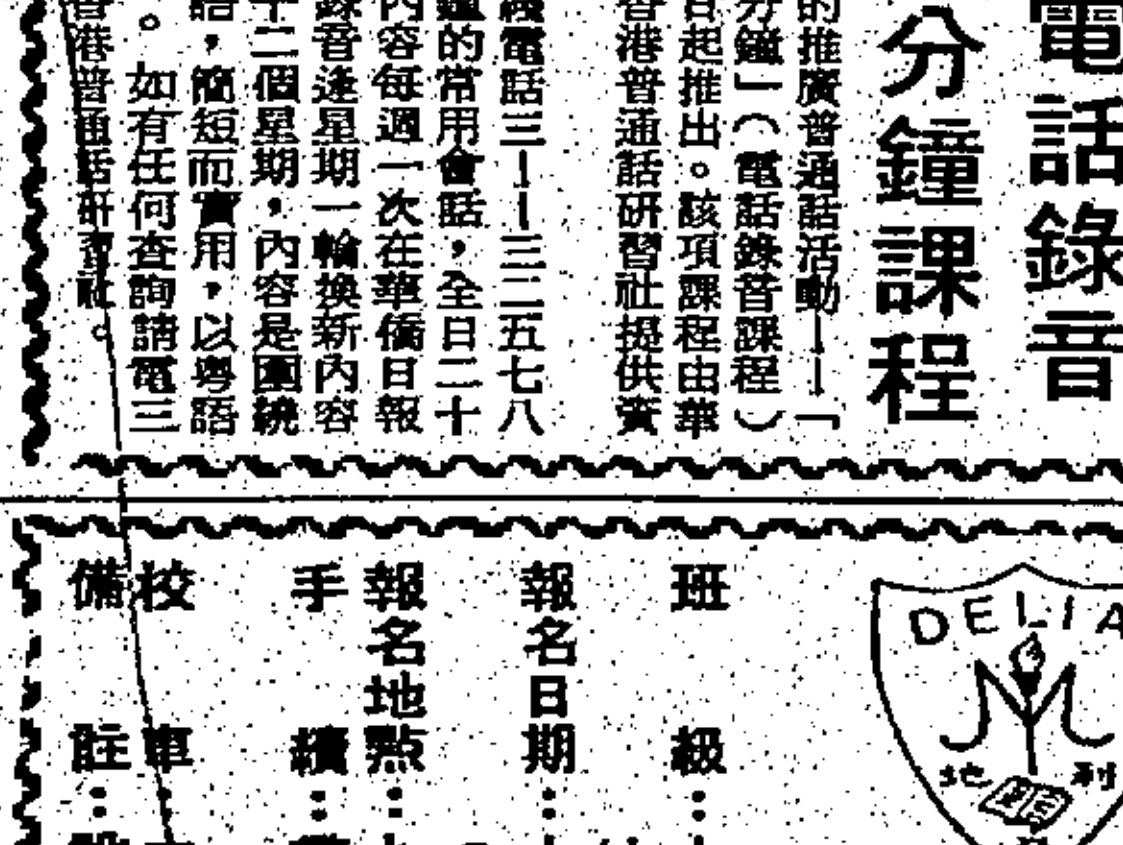 電話錄音
分鐘課程
的推廣普通話活動——「
分鐘」（電話錄音課程）
日起推出。該項課程由華
香港普通話研習社提供資
綫電話三——三三五七八
鐘的常用會話，全日二十
內容每週一次在華僑日報
錄音逢星期一輪換新內容
十二個星期，內容是圍繞
語，簡短而實用，以粵語
。如有任何查詢請電三
香港普通話研習社。
DELIA
地利
班級：
報名日期：
報名地點：
手續：
校車：
備註：